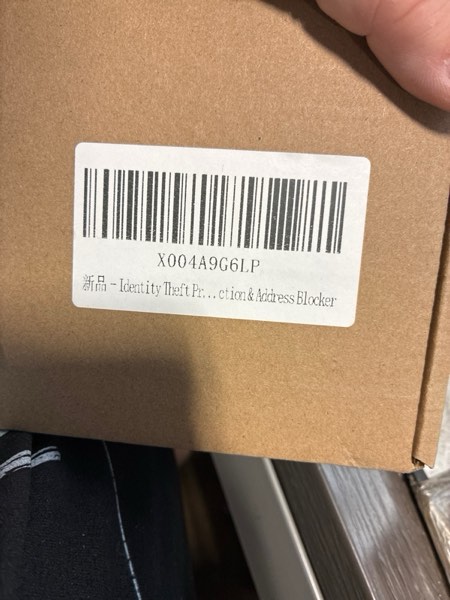 X004A9G6LP
新品 - Identity Theft Pr...ction & Address Blocker